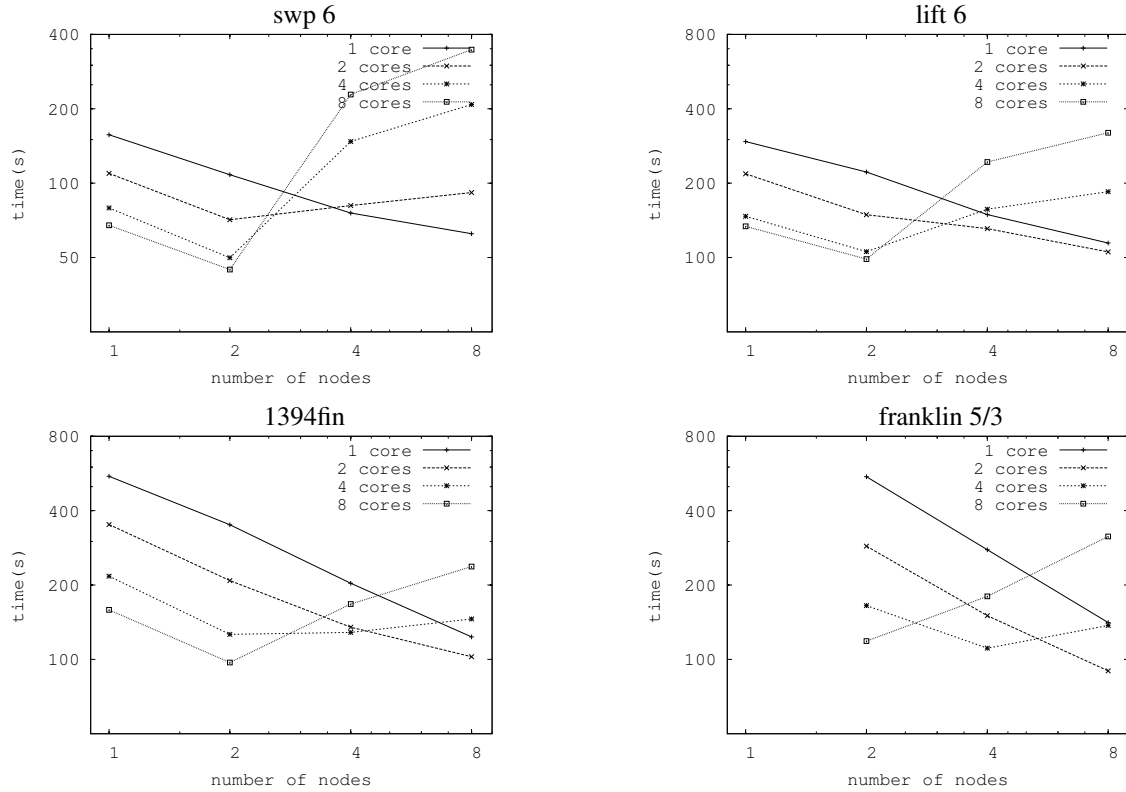 swp 6
400
200
100
50
time(s)
1 core
2 cores
4 cores
8 cores
1
2
4
8
number of nodes
lift 6
800
400
200
100
time(s)
1 core
2 cores
4 cores
8 cores
1
2
4
8
number of nodes
1394fin
800
400
200
100
time(s)
1 core
2 cores
4 cores
8 cores
1
2
4
8
number of nodes
franklin 5/3
800
400
200
100
time(s)
1 core
2 cores
4 cores
8 cores
1
2
4
8
number of nodes